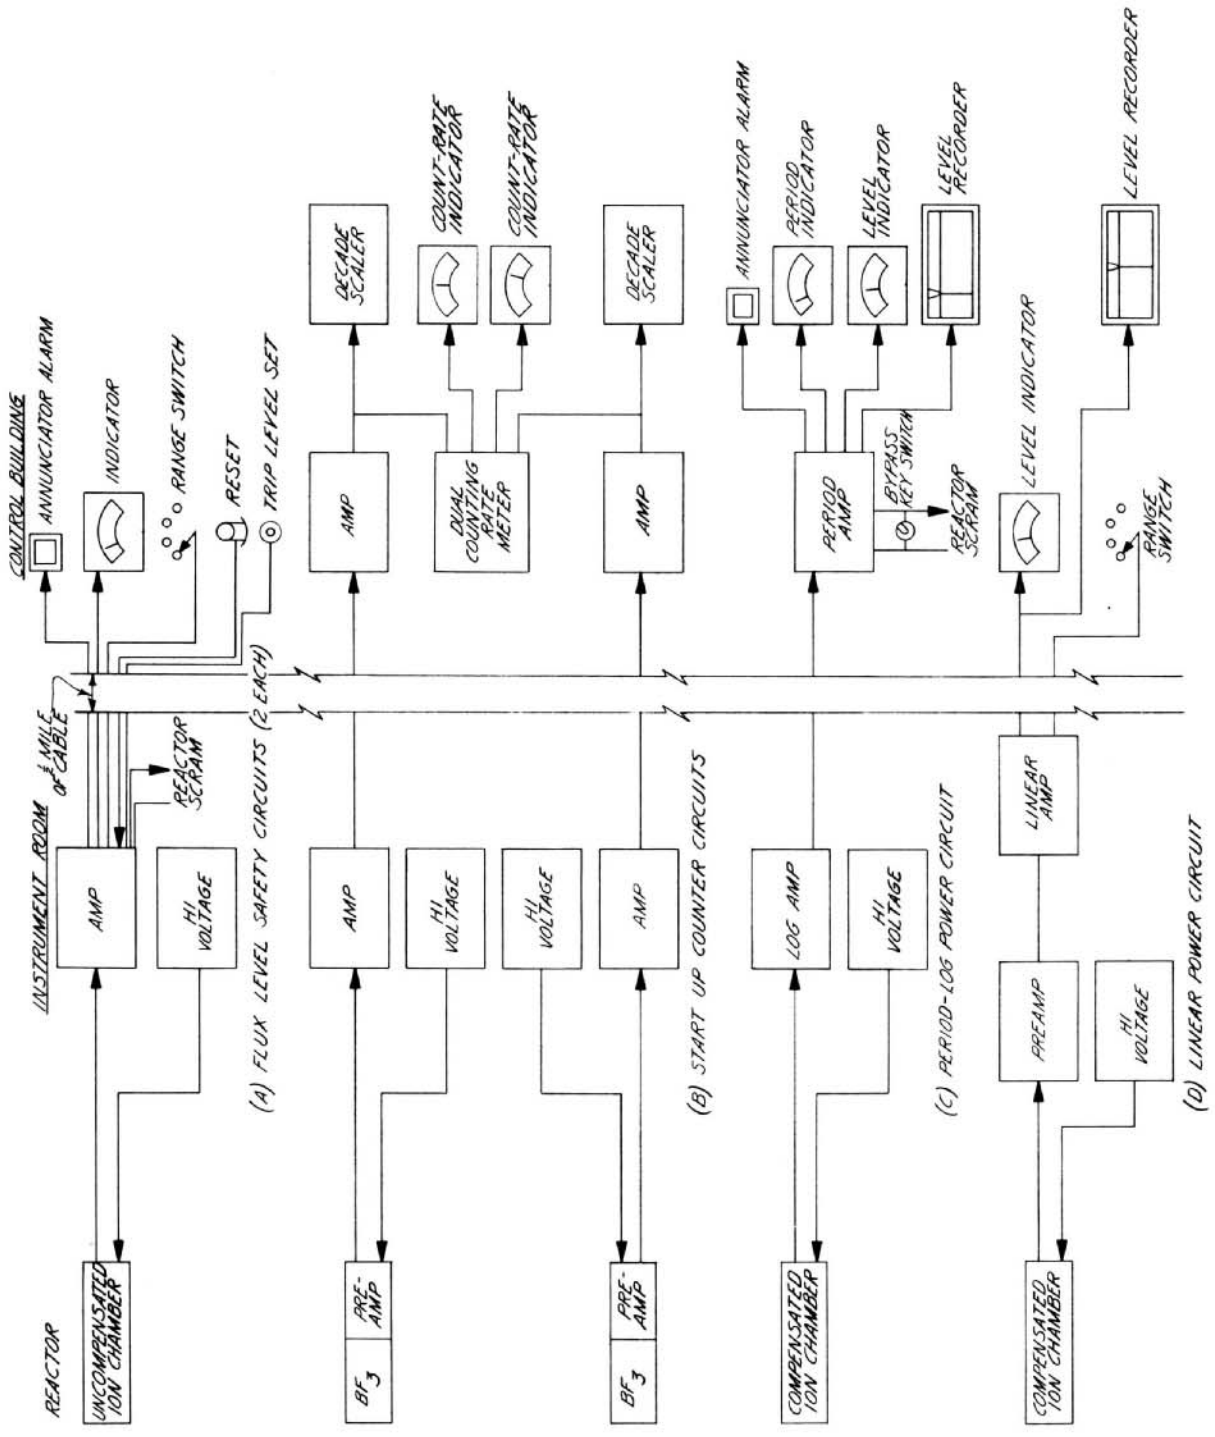 REACTOR
INSTRUMENT ROOM
CONTROL BUILDING
1/2 MILE
OF CABLE
UNCOMPENSATED
ION CHAMBER
AMP
HI
VOLTAGE
REACTOR
SCRAM
ANNUNCIATOR ALARM
INDICATOR
RANGE SWITCH
RESET
TRIP LEVEL SET
(A) FLUX LEVEL SAFETY CIRCUITS (2 EACH)
BF3
PRE-
AMP
AMP
HI
VOLTAGE
AMP
DECADE
SCALER
COUNT-RATE
INDICATOR
DUAL
COUNTING
RATE
METER
COUNT-RATE
INDICATOR
HI
VOLTAGE
BF3
PRE-
AMP
AMP
AMP
DECADE
SCALER
(B) START UP COUNTER CIRCUITS
COMPENSATED
ION CHAMBER
LOG AMP
HI
VOLTAGE
PERIOD
AMP
BYPASS
KEY SWITCH
REACTOR
SCRAM
ANNUNCIATOR ALARM
PERIOD
INDICATOR
LEVEL
INDICATOR
LEVEL
RECORDER
(C) PERIOD-LOG POWER CIRCUIT
COMPENSATED
ION CHAMBER
PREAMP
HI
VOLTAGE
LINEAR
AMP
LEVEL INDICATOR
LEVEL RECORDER
RANGE
SWITCH
(D) LINEAR POWER CIRCUIT